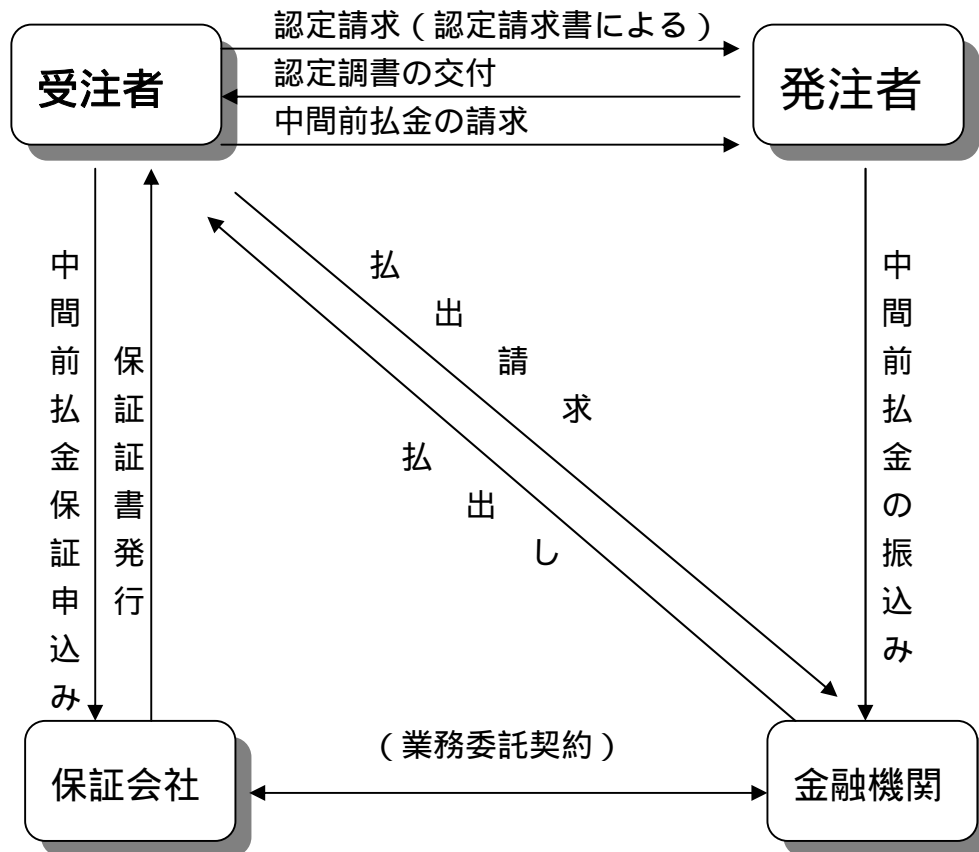 認定請求（認定請求書による）
受注者
認定調書の交付
発注者
中間前払金の請求
中間前払金保証申込み
保証証書発行
払出請求
払出し
中間前払金の振込み
（業務委託契約）
保証会社
金融機関